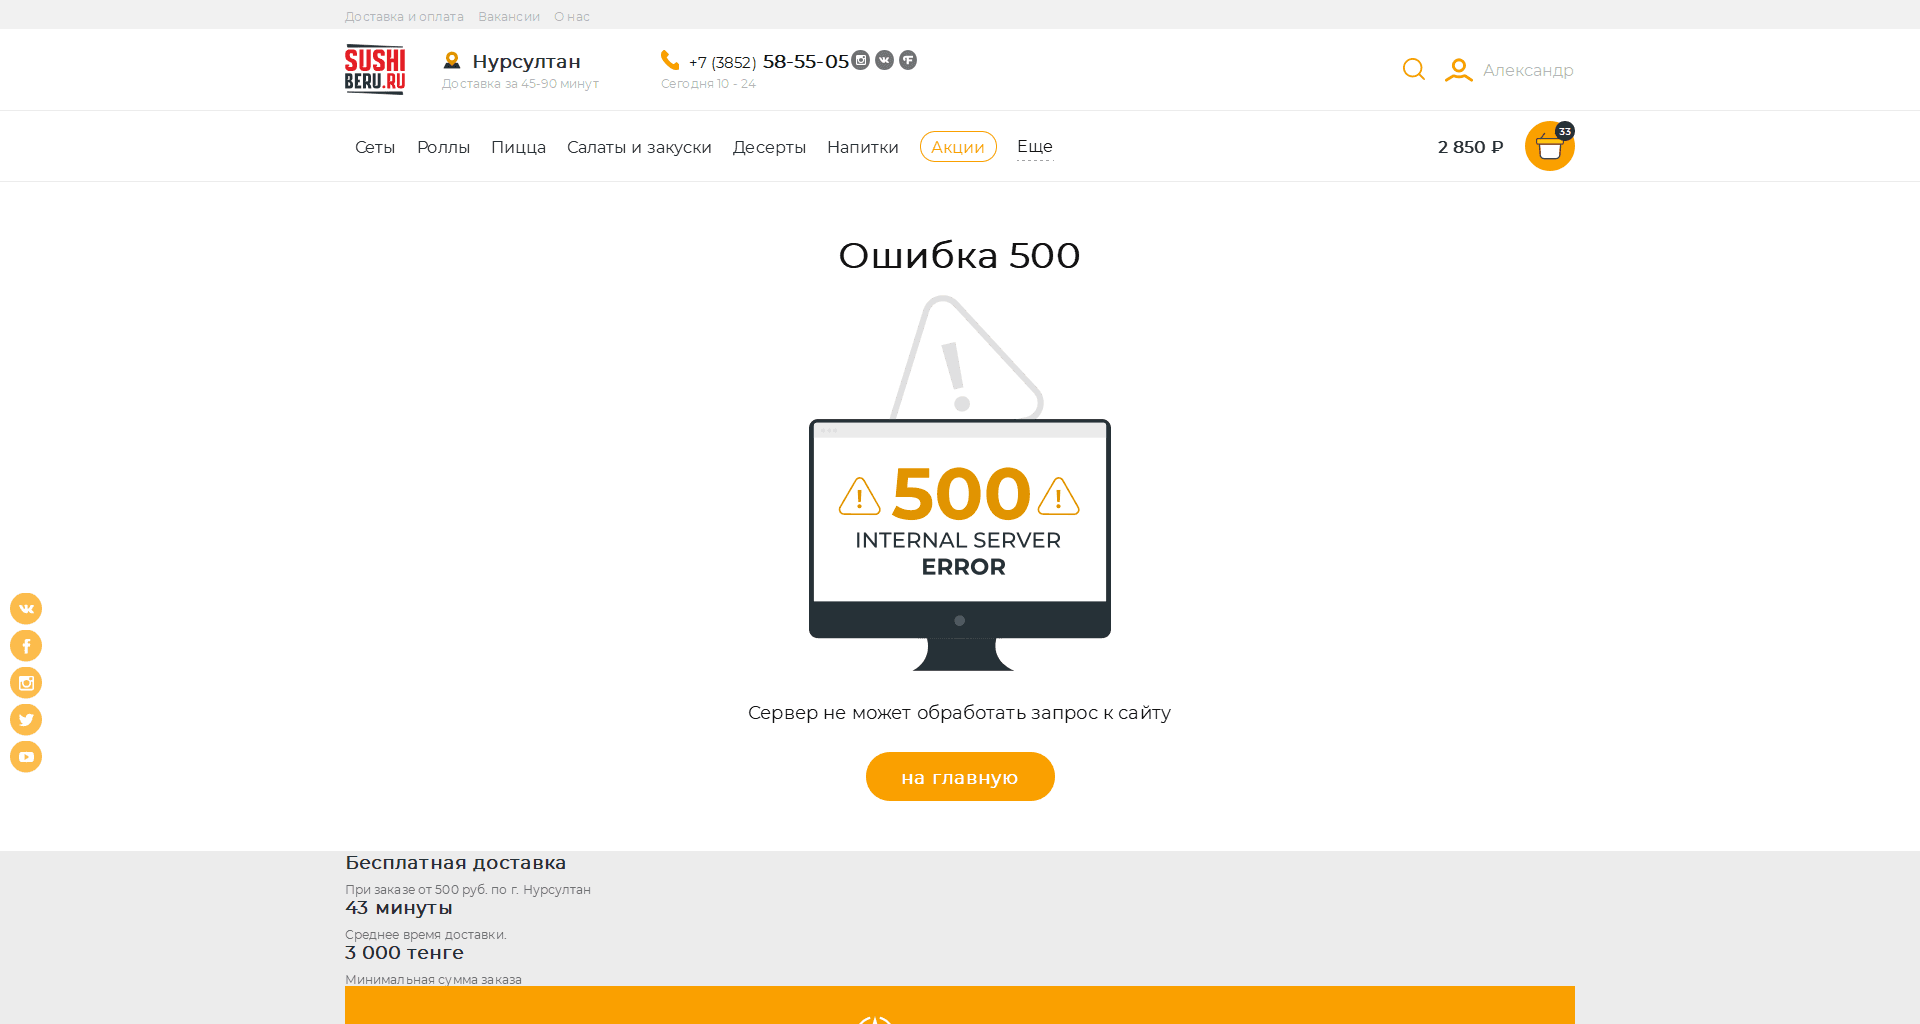 Доставка и оплата Вакансии О нас
SUSHI
BERU.RU
Нурсултан
Доставка за 45-90 минут
+7 (3852) 58-55-05
Сегодня 10 - 24
Александр
Сеты Роллы Пицца Салаты и закуски Десерты Напитки Акции Еще
2 850 ₽
33
Ошибка 500
500
INTERNAL SERVER
ERROR
Сервер не может обработать запрос к сайту
на главную
Бесплатная доставка
При заказе от 500 руб. по г. Нурсултан
43 минуты
Среднее время доставки.
3 000 тенге
Минимальная сумма заказа